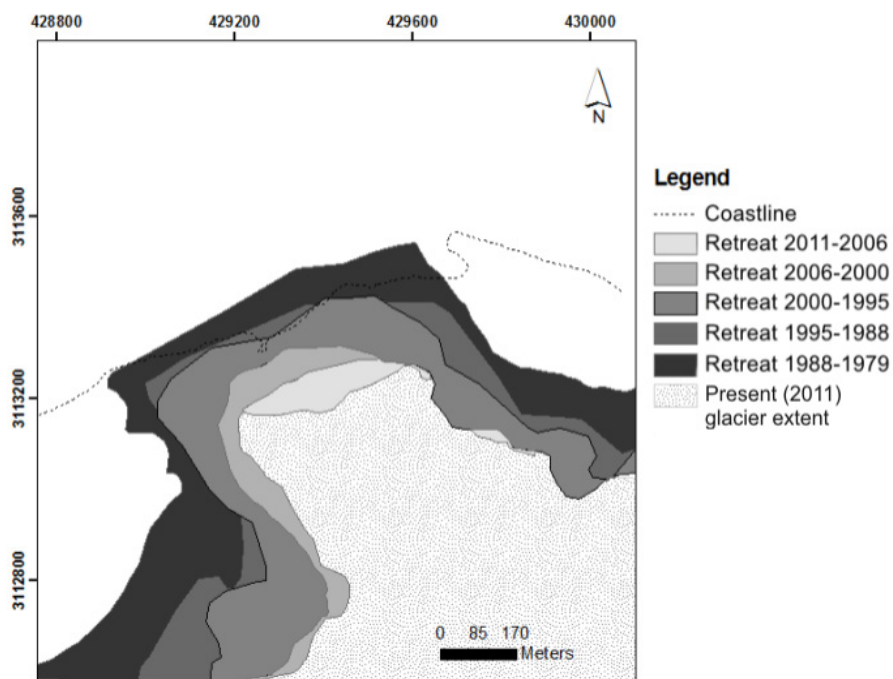 428800 429200 429600 430000
N
3113600
3113200
3112800
Legend
Coastline
Retreat 2011-2006
Retreat 2006-2000
Retreat 2000-1995
Retreat 1995-1988
Retreat 1988-1979
Present (2011)
glacier extent
0 85 170
Meters